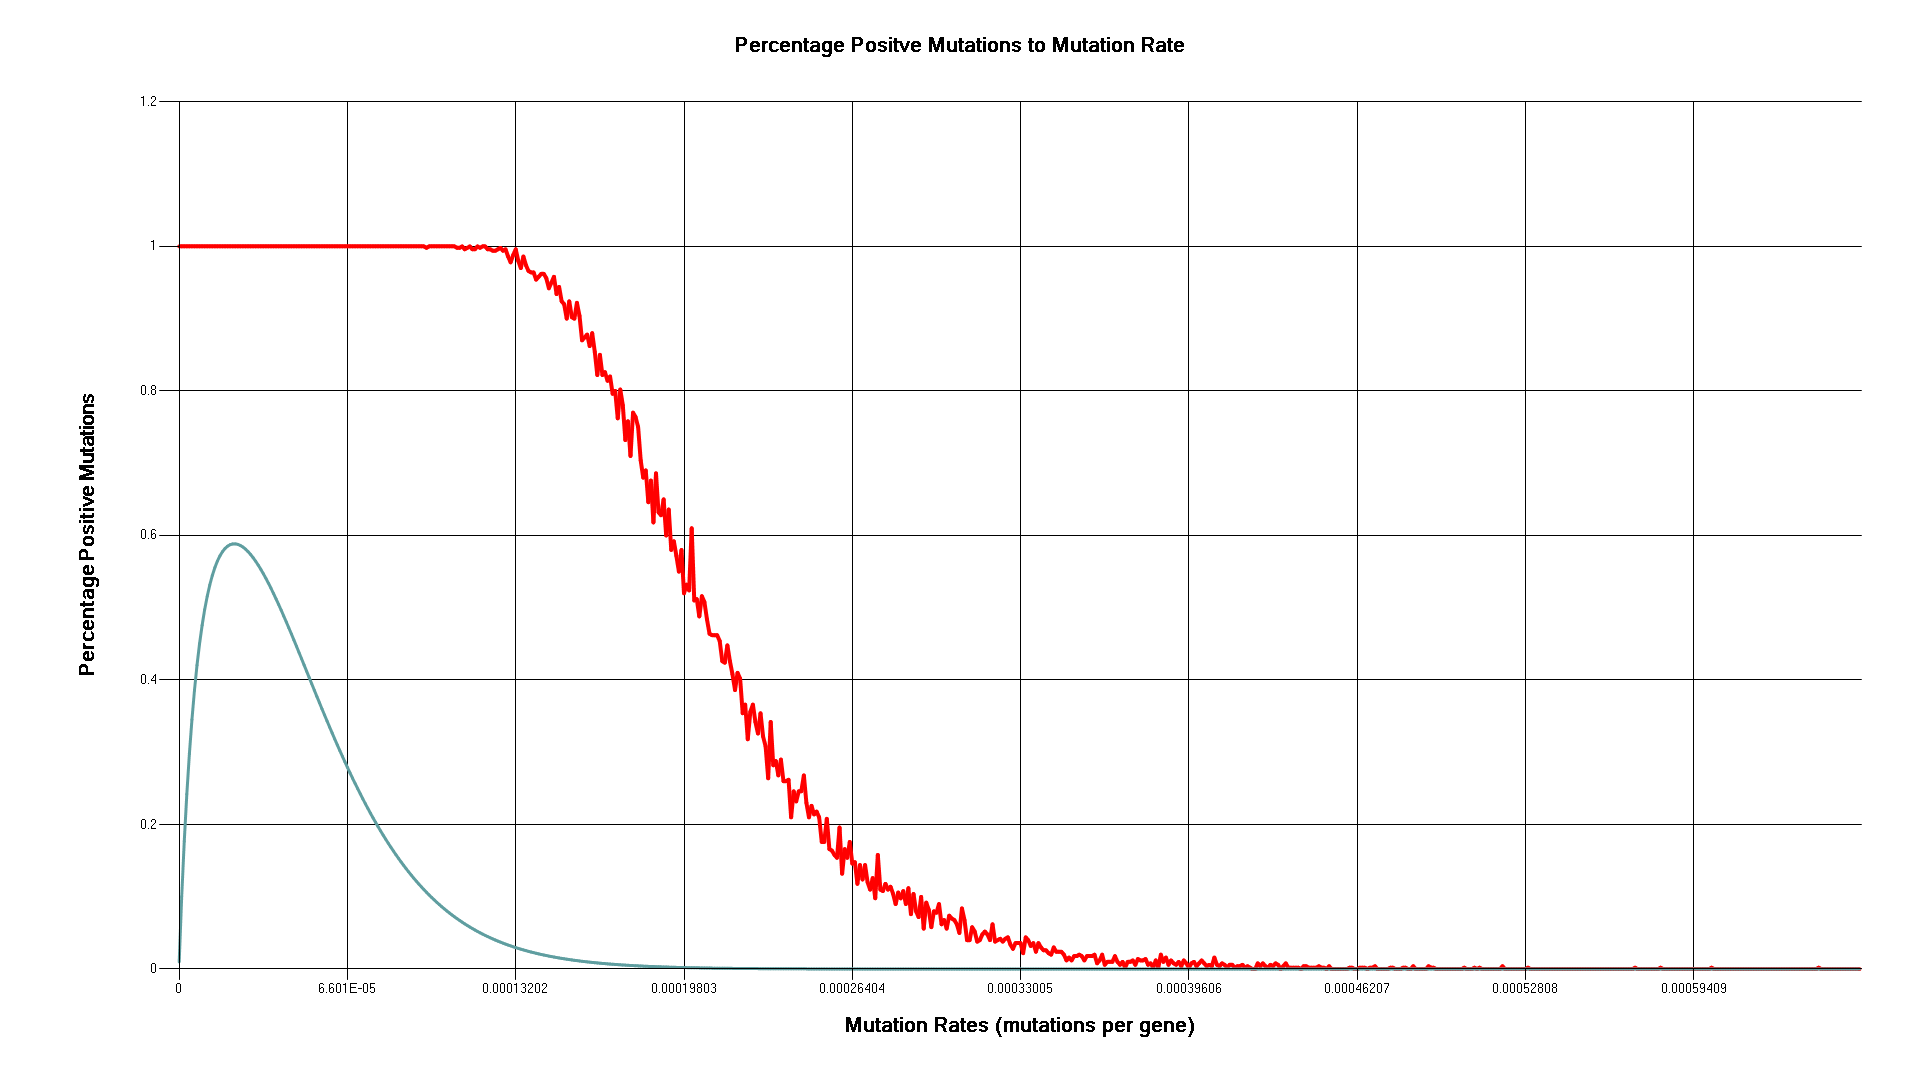 Percentage Positve Mutations to Mutation Rate
1.2
1
0.8
0.6
0.4
0.2
0
Percentage Positive Mutations
0 6.601E-05 0.00013202 0.00019803 0.00026404 0.00033005 0.00039606 0.00046207 0.00052808 0.00059409
Mutation Rates (mutations per gene)